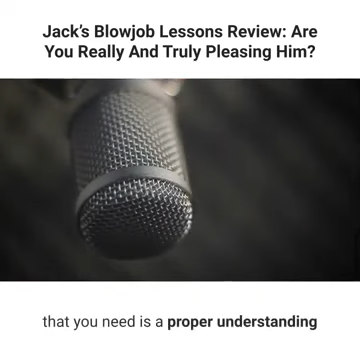 Jack’s Blowjob Lessons Review: Are
You Really And Truly Pleasing Him?
that you need is a proper understanding